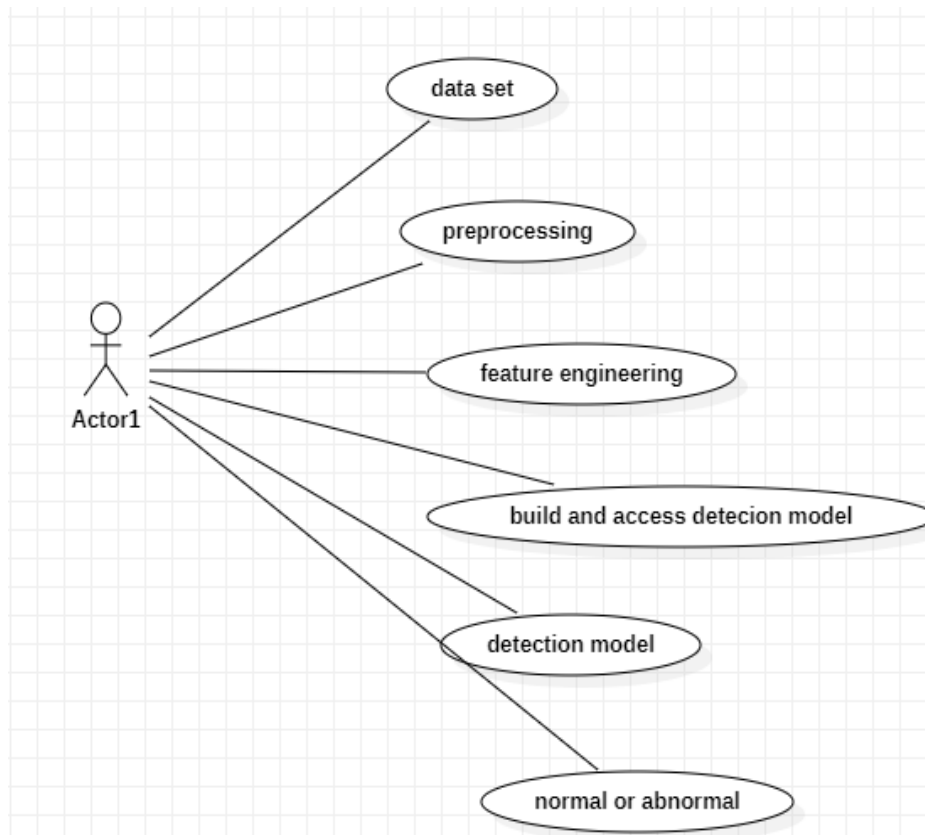 data set
preprocessing
feature engineering
Actor1
build and access detecion model
detection model
normal or abnormal